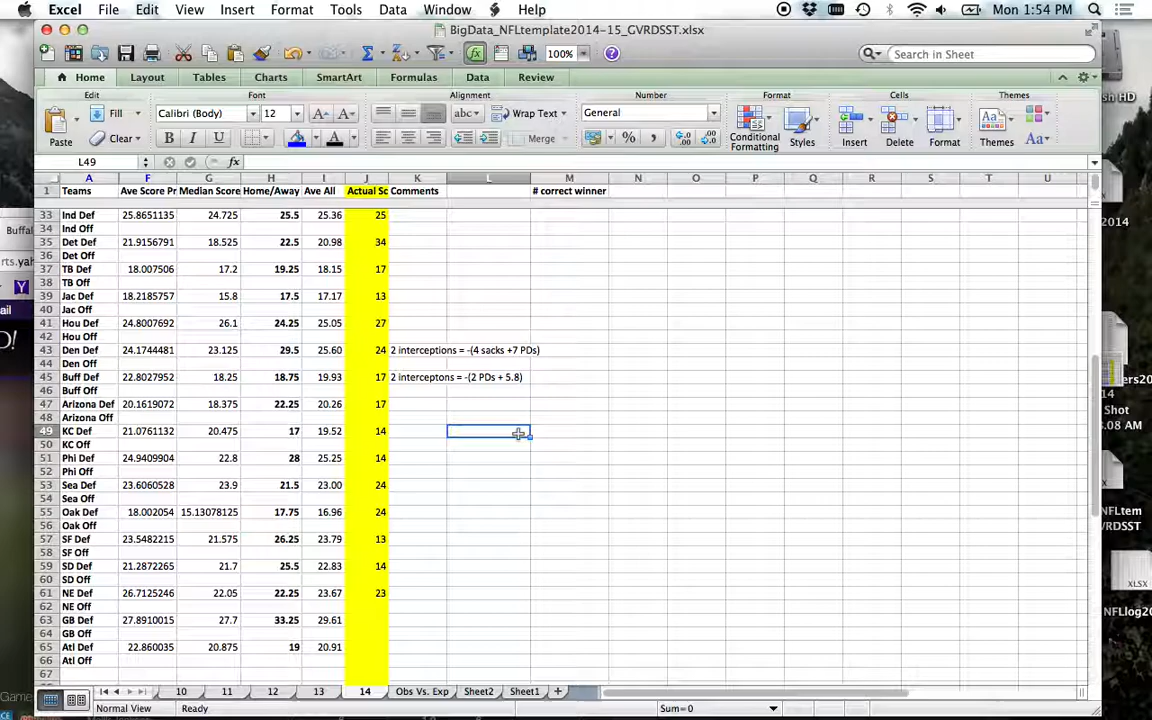 Excel File Edit View Insert Format Tools Data Window Help Mon 1:54 PM
BigData_NFLtemplate2014-15_GVRDSST.xlsx
100% Search in Sheet
Home Layout Tables Charts SmartArt Formulas Data Review
Edit Font Alignment Number Format Cells Themes
Paste Fill Clear Calibri (Body) 12 abc Wrap Text General Conditional Formatting Styles Insert Delete Format Themes Aa
B I U A Merge %
L49 fx
A F G H I J K L M N O P Q R S T U
1 Teams Ave Score Pr Median Score Home/Away Ave All Actual Sc Comments # correct winner
33 Ind Def 25.8651135 24.725 25.5 25.36 25
34 Ind Off
35 Det Def 21.9156791 18.525 22.5 20.98 34
36 Det Off
37 TB Def 18.007506 17.2 19.25 18.15 17
38 TB Off
39 Jac Def 18.2185757 15.8 17.5 17.17 13
40 Jac Off
41 Hou Def 24.8007692 26.1 24.25 25.05 27
42 Hou Off
43 Den Def 24.1744481 23.125 29.5 25.60 24 2 interceptions = -(4 sacks +7 PDs)
44 Den Off
45 Buff Def 22.8027952 18.25 18.75 19.93 17 2 interceptons = -(2 PDs + 5.8)
46 Buff Off
47 Arizona Def 20.1619072 18.375 22.25 20.26 17
48 Arizona Off
49 KC Def 21.0761132 20.475 17 19.52 14
50 KC Off
51 Phi Def 24.9409904 22.8 28 25.25 14
52 Phi Off
53 Sea Def 23.6060528 23.9 21.5 23.00 24
54 Sea Off
55 Oak Def 18.002054 15.13078125 17.75 16.96 24
56 Oak Off
57 SF Def 23.5482215 21.575 26.25 23.79 13
58 SF Off
59 SD Def 21.2872265 21.7 25.5 22.83 14
60 SD Off
61 NE Def 26.7125246 22.05 22.25 23.67 23
62 NE Off
63 GB Def 27.8910015 27.7 33.25 29.61
64 GB Off
65 Atl Def 22.860035 20.875 19 20.91
66 Atl Off
67
10 11 12 13 14 Obs Vs. Exp Sheet2 Sheet1 +
Normal View Ready Sum=0
Buffal
rts.yah
ail
Game
sh HD
2014
14
Shot
.08 AM
NFLtem
VRDSST
XLSX
NFLlog20